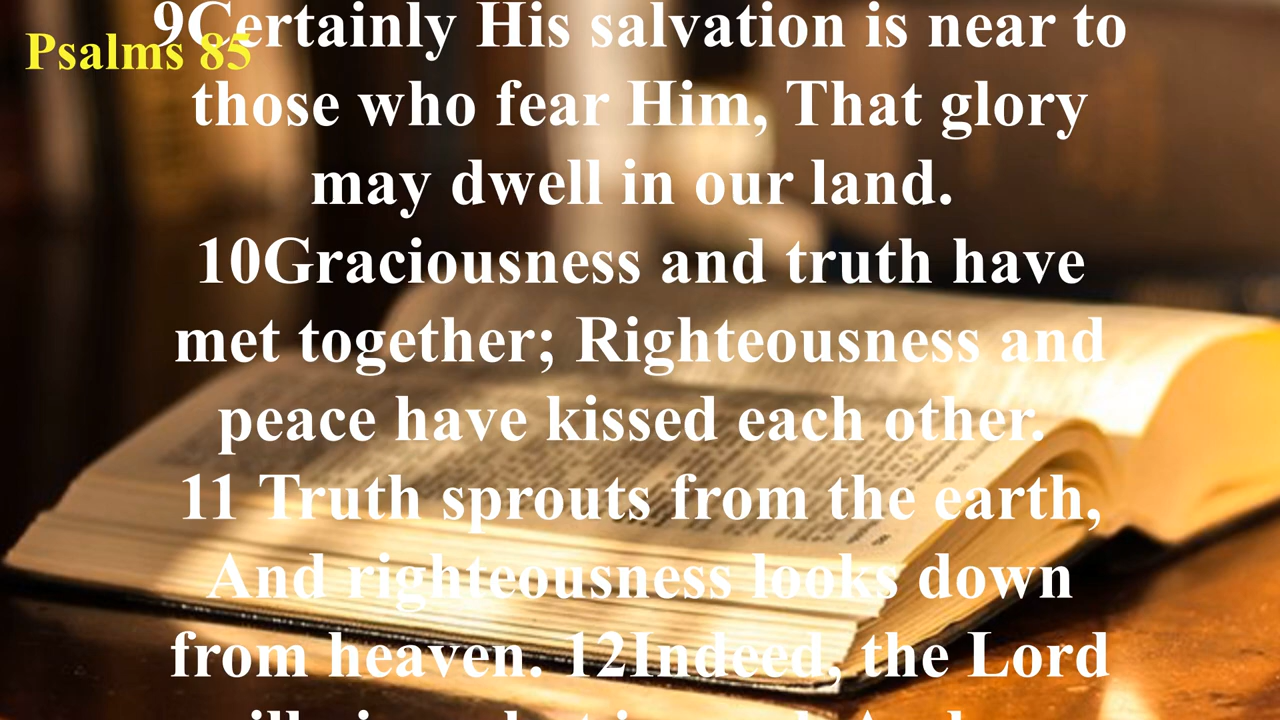 Psalms 85
9Certainly His salvation is near to
those who fear Him, That glory
may dwell in our land.
10Graciousness and truth have
met together; Righteousness and
peace have kissed each other.
11 Truth sprouts from the earth,
And righteousness looks down
from heaven. 12Indeed, the Lord